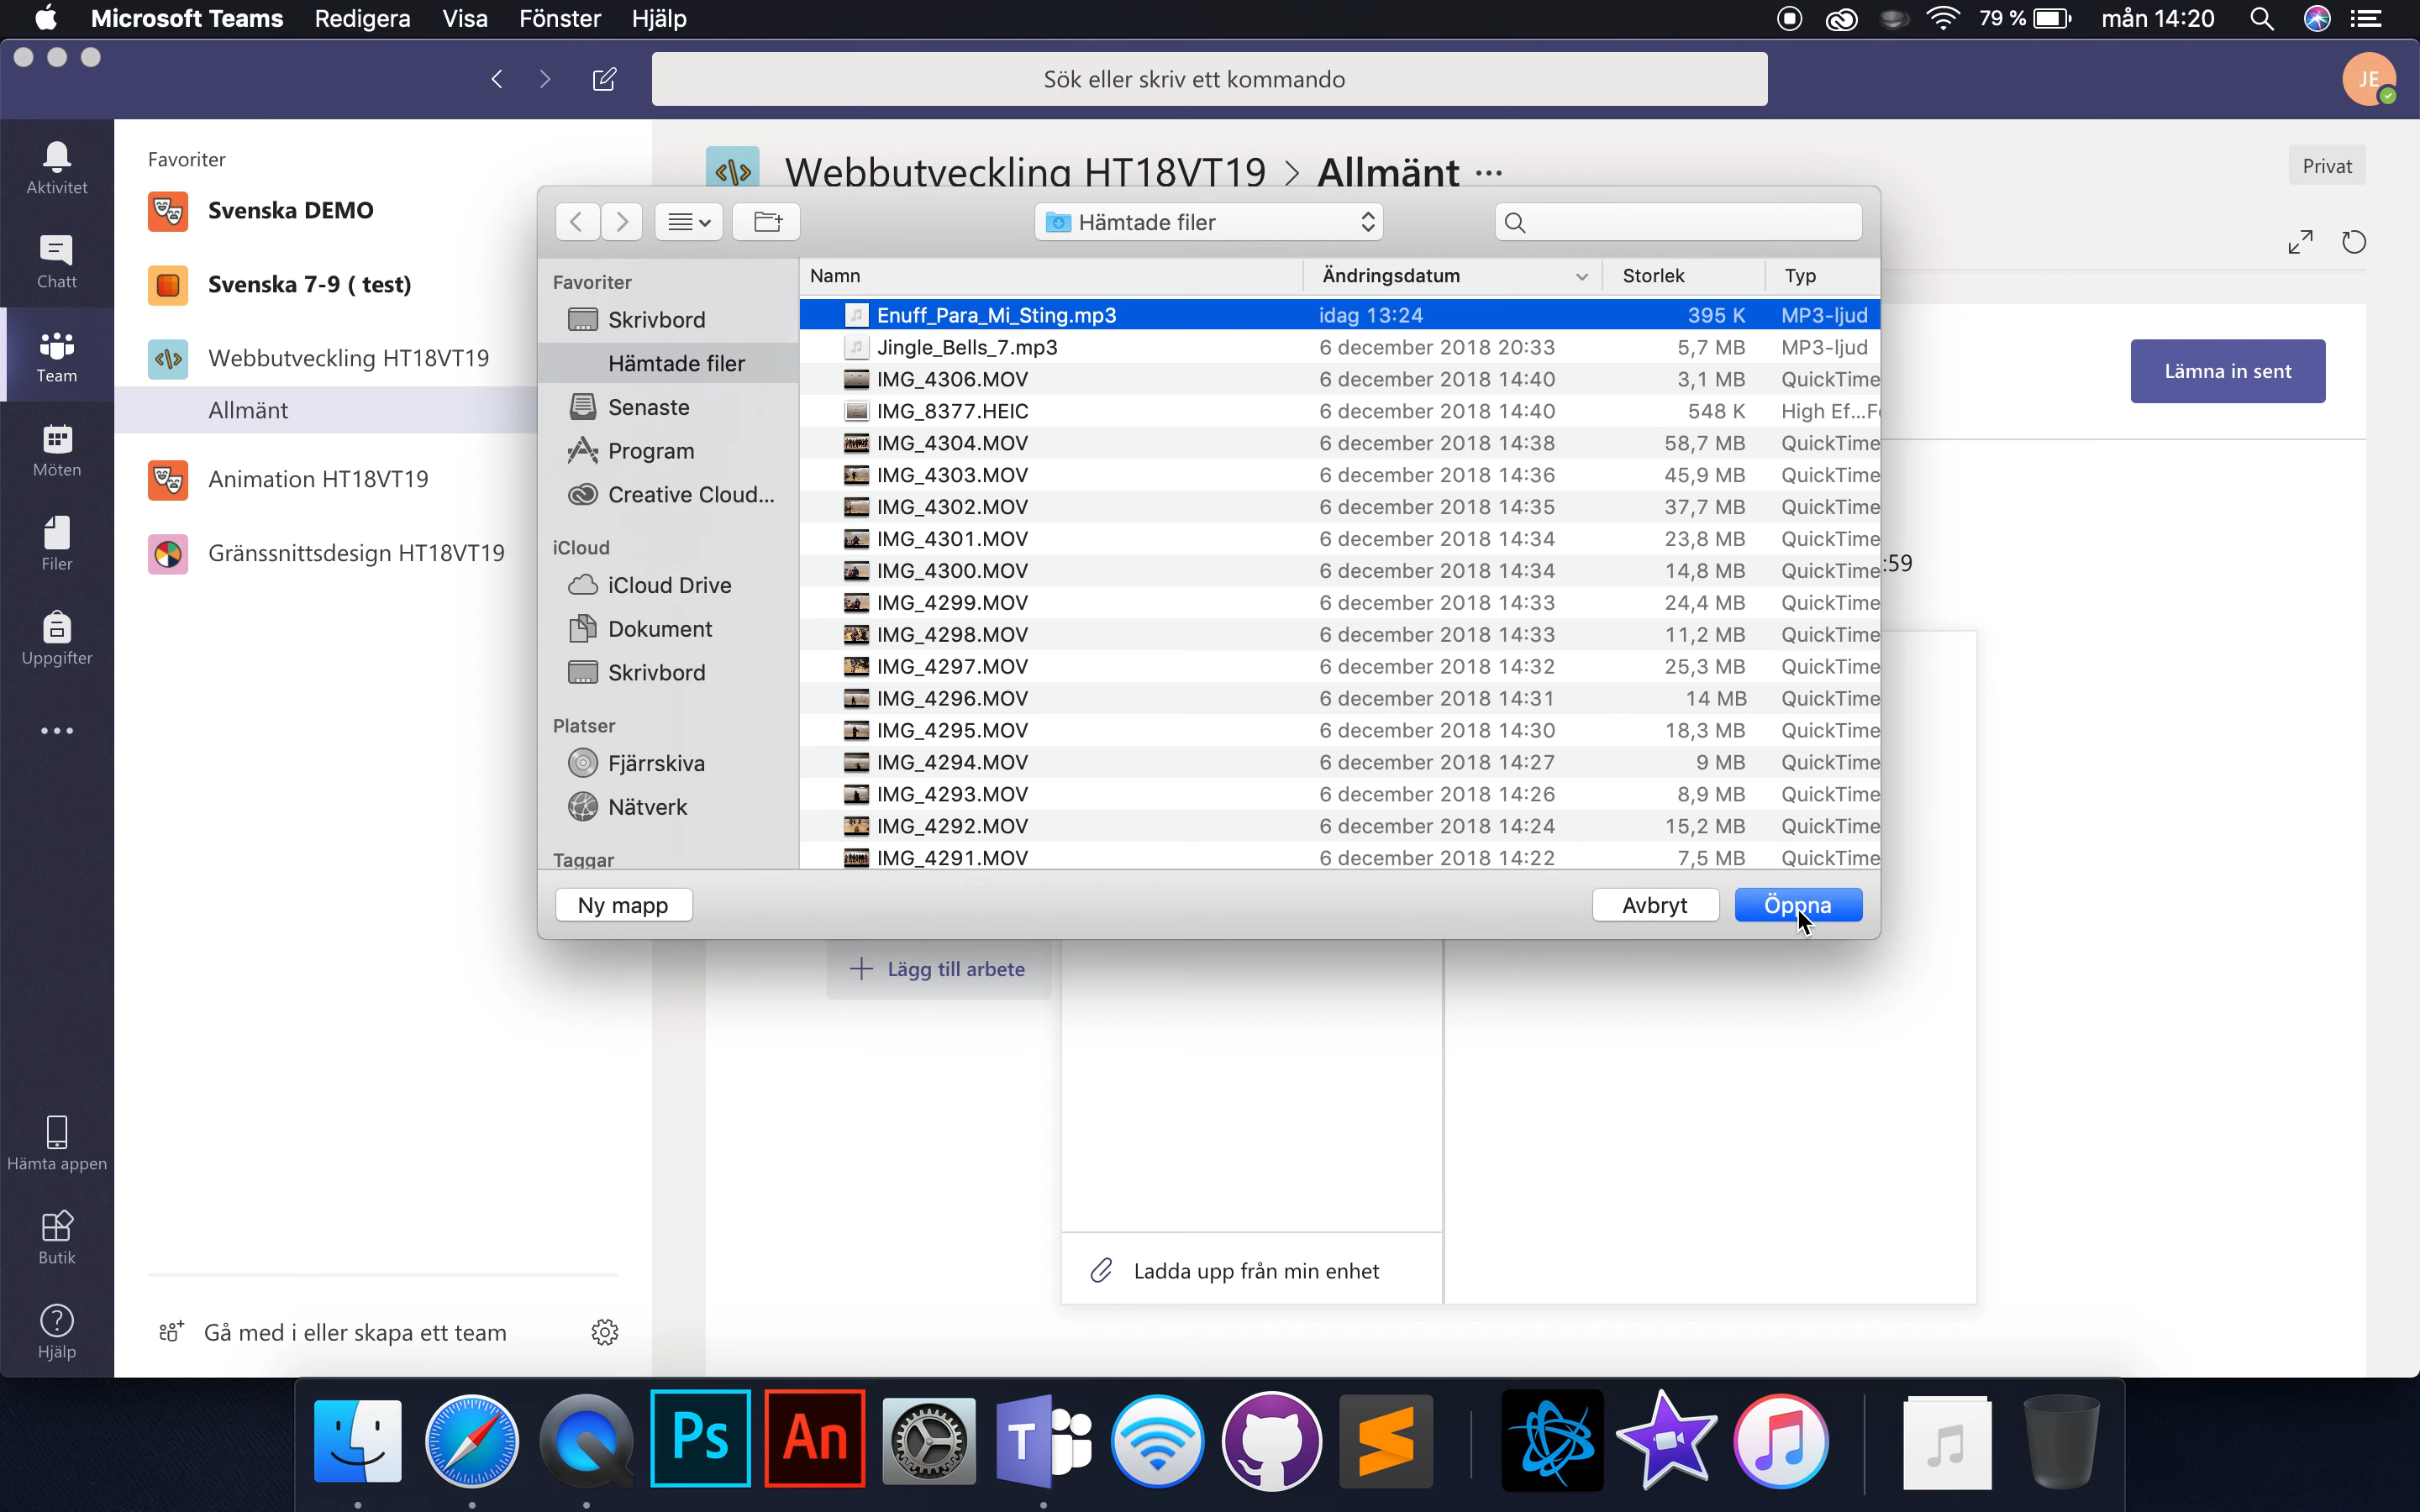 Microsoft Teams Redigera Visa Fönster Hjälp 79 % mån 14:20
Sök eller skriv ett kommando
JE
Aktivitet
Chatt
Team
Möten
Filer
Uppgifter
Hämta appen
Butik
Hjälp
Favoriter
Svenska DEMO
Svenska 7-9 ( test)
Webbutveckling HT18VT19
Allmänt
Animation HT18VT19
Gränssnittsdesign HT18VT19
Gå med i eller skapa ett team
Webbutveckling HT18VT19 > Allmänt ...
Privat
Lämna in sent
:59
Hämtade filer
Favoriter
Skrivbord
Hämtade filer
Senaste
Program
Creative Cloud...
iCloud
iCloud Drive
Dokument
Skrivbord
Platser
Fjärrskiva
Nätverk
Taggar
Namn Ändringsdatum Storlek Typ
Enuff_Para_Mi_Sting.mp3 idag 13:24 395 K MP3-ljud
Jingle_Bells_7.mp3 6 december 2018 20:33 5,7 MB MP3-ljud
IMG_4306.MOV 6 december 2018 14:40 3,1 MB QuickTime
IMG_8377.HEIC 6 december 2018 14:40 548 K High Ef...F
IMG_4304.MOV 6 december 2018 14:38 58,7 MB QuickTime
IMG_4303.MOV 6 december 2018 14:36 45,9 MB QuickTime
IMG_4302.MOV 6 december 2018 14:35 37,7 MB QuickTime
IMG_4301.MOV 6 december 2018 14:34 23,8 MB QuickTime
IMG_4300.MOV 6 december 2018 14:34 14,8 MB QuickTime
IMG_4299.MOV 6 december 2018 14:33 24,4 MB QuickTime
IMG_4298.MOV 6 december 2018 14:33 11,2 MB QuickTime
IMG_4297.MOV 6 december 2018 14:32 25,3 MB QuickTime
IMG_4296.MOV 6 december 2018 14:31 14 MB QuickTime
IMG_4295.MOV 6 december 2018 14:30 18,3 MB QuickTime
IMG_4294.MOV 6 december 2018 14:27 9 MB QuickTime
IMG_4293.MOV 6 december 2018 14:26 8,9 MB QuickTime
IMG_4292.MOV 6 december 2018 14:24 15,2 MB QuickTime
IMG_4291.MOV 6 december 2018 14:22 7,5 MB QuickTime
Ny mapp Avbryt Öppna
Lägg till arbete
Ladda upp från min enhet
Ps An T